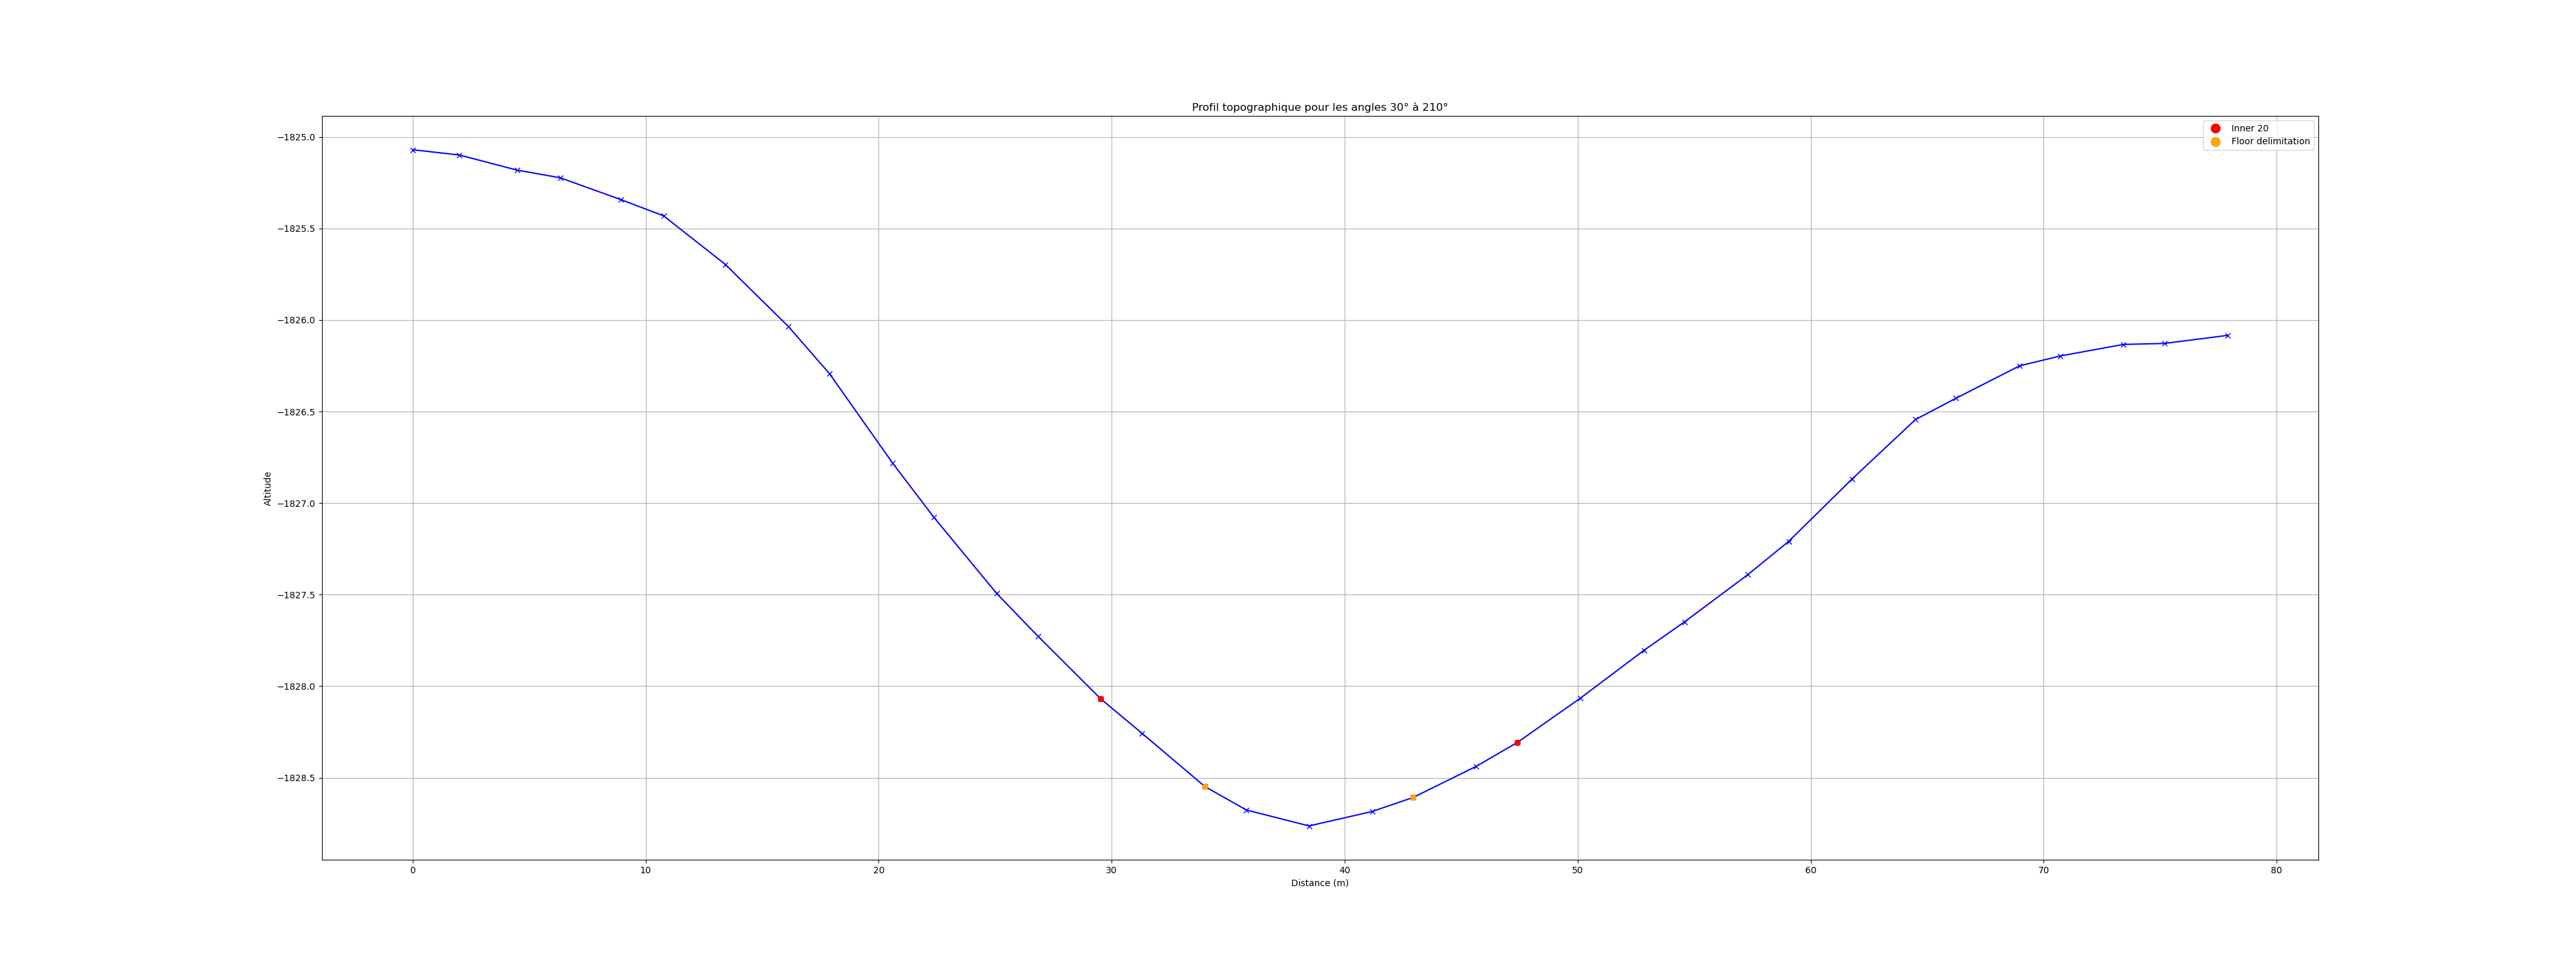 Profil topographique pour les angles 30° à 210°
Inner 20
Floor delimitation
−1825.0
−1825.5
−1826.0
−1826.5
−1827.0
−1827.5
−1828.0
−1828.5
Altitude
0 10 20 30 40 50 60 70 80
Distance (m)